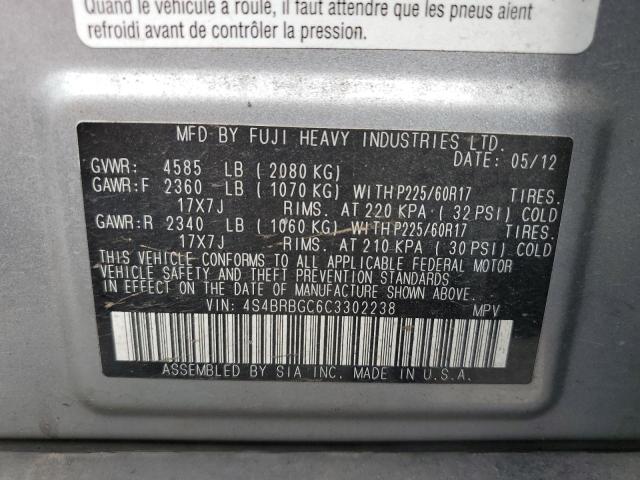 Quand le véhicule a roulé, il faut attendre que les pneus aient
refroidi avant de contrôler la pression.
MFD BY FUJI HEAVY INDUSTRIES LTD.
DATE: 05/12
GVWR: 4585 LB ( 2080 KG)
GAWR:F 2360 LB ( 1070 KG) WITH P225/60R17 TIRES.
17X7J RIMS. AT 220 KPA ( 32 PSI) COLD
GAWR:R 2340 LB ( 1060 KG) WITH P225/60R17 TIRES.
17X7J RIMS. AT 210 KPA ( 30 PSI) COLD
THIS VEHICLE CONFORMS TO ALL APPLICABLE FEDERAL MOTOR
VEHICLE SAFETY AND THEFT PREVENTION STANDARDS
IN EFFECT ON THE DATE OF MANUFACTURE SHOWN ABOVE.
VIN: 4S4BRBGC6C3302238 MPV
ASSEMBLED BY SIA INC. MADE IN U.S.A.